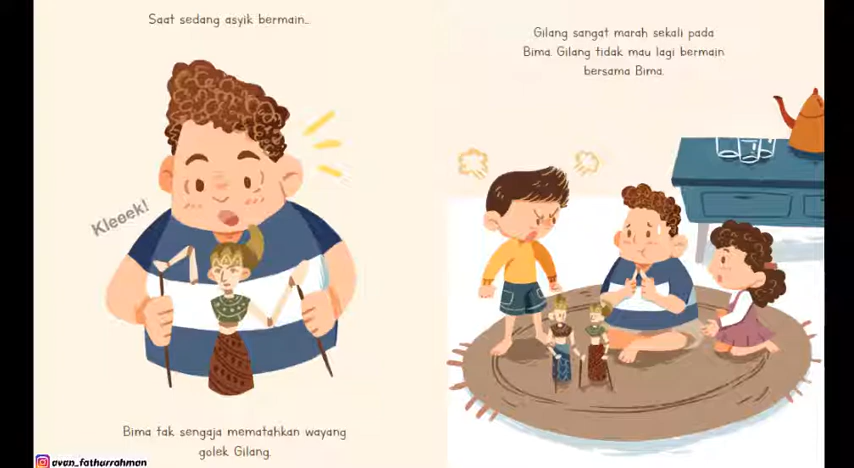 Saat sedang asyik bermain...
Kleeek!
Bima tak sengaja mematahkan wayang
golek Gilang.
Gilang sangat marah sekali pada
Bima. Gilang tidak mau lagi bermain
bersama Bima.
ovan_fathurrahman